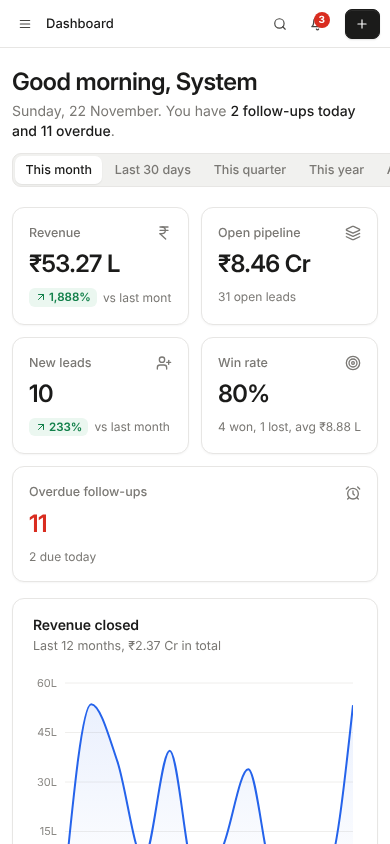 Dashboard
3
Good morning, System
Sunday, 22 November. You have 2 follow-ups today
and 11 overdue.
This month Last 30 days This quarter This year
Revenue
₹53.27 L
1,888% vs last mont
Open pipeline
₹8.46 Cr
31 open leads
New leads
10
233% vs last month
Win rate
80%
4 won, 1 lost, avg ₹8.88 L
Overdue follow-ups
11
2 due today
Revenue closed
Last 12 months, ₹2.37 Cr in total
60L
45L
30L
15L